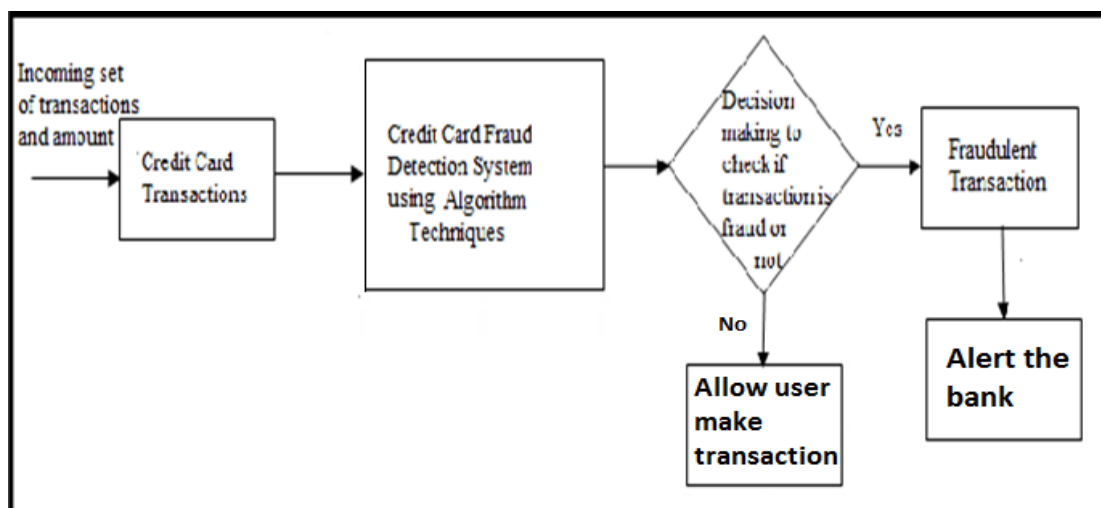 Incoming set
of transactions
and amount
Credit Card
Transactions
Credit Card Fraud
Detection System
using Algorithm
Techniques
Decision
making to
check if
transaction is
fraud or
not
Yes
Fraudulent
Transaction
No
Allow user
make
transaction
Alert the
bank